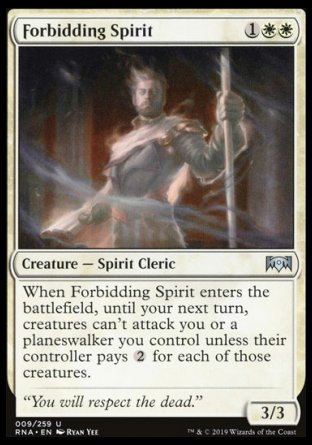 Forbidding Spirit 1
Creature — Spirit Cleric
When Forbidding Spirit enters the
battlefield, until your next turn,
creatures can't attack you or a
planeswalker you control unless their
controller pays 2 for each of those
creatures.
"You will respect the dead."
3/3
009/259 U
RNA • EN Ryan Yee
™ & © 2019 Wizards of the Coast